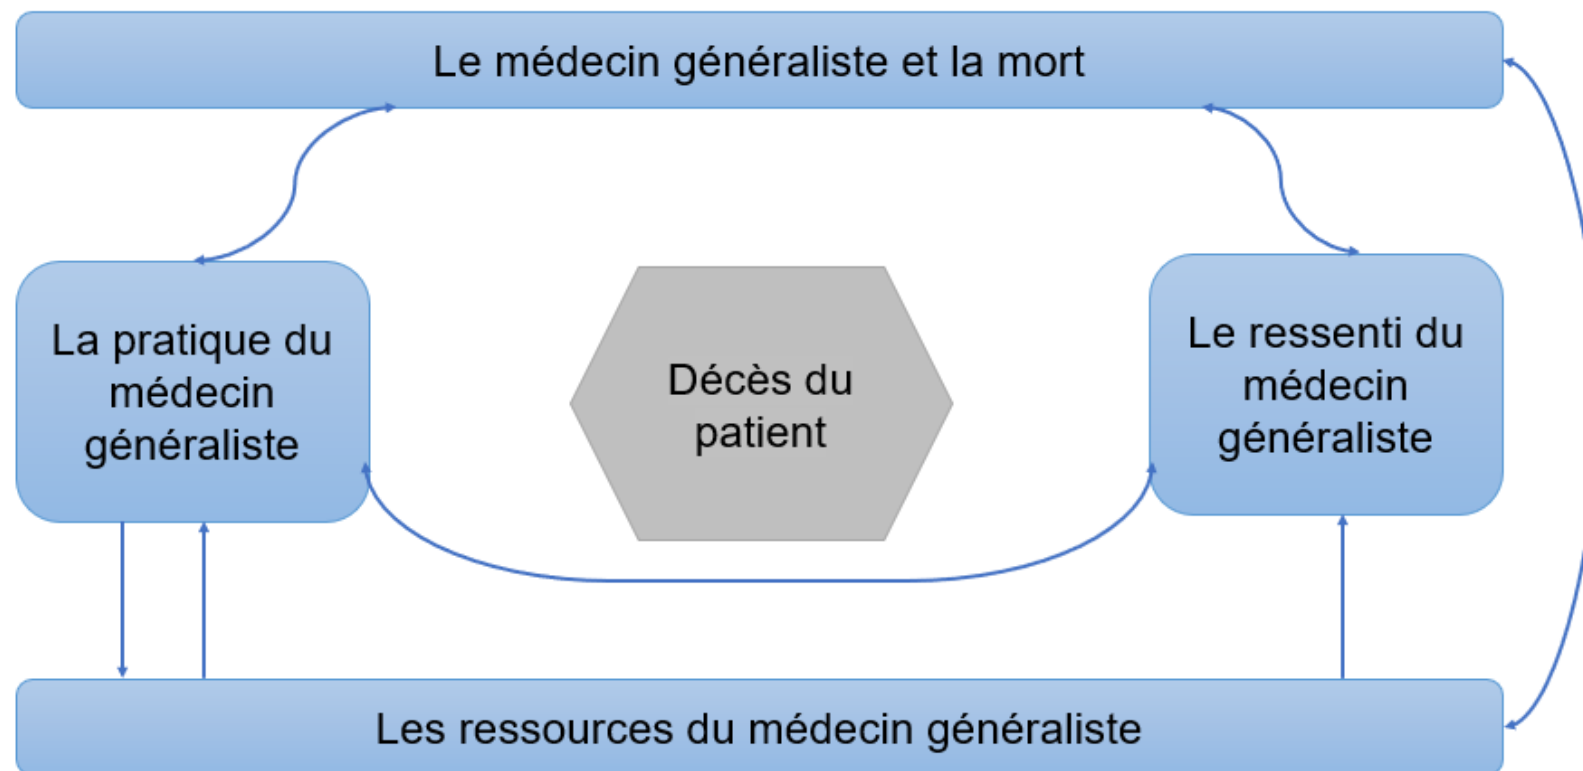 Le médecin généraliste et la mort
La pratique du
médecin
généraliste
Décès du
patient
Le ressenti du
médecin
généraliste
Les ressources du médecin généraliste